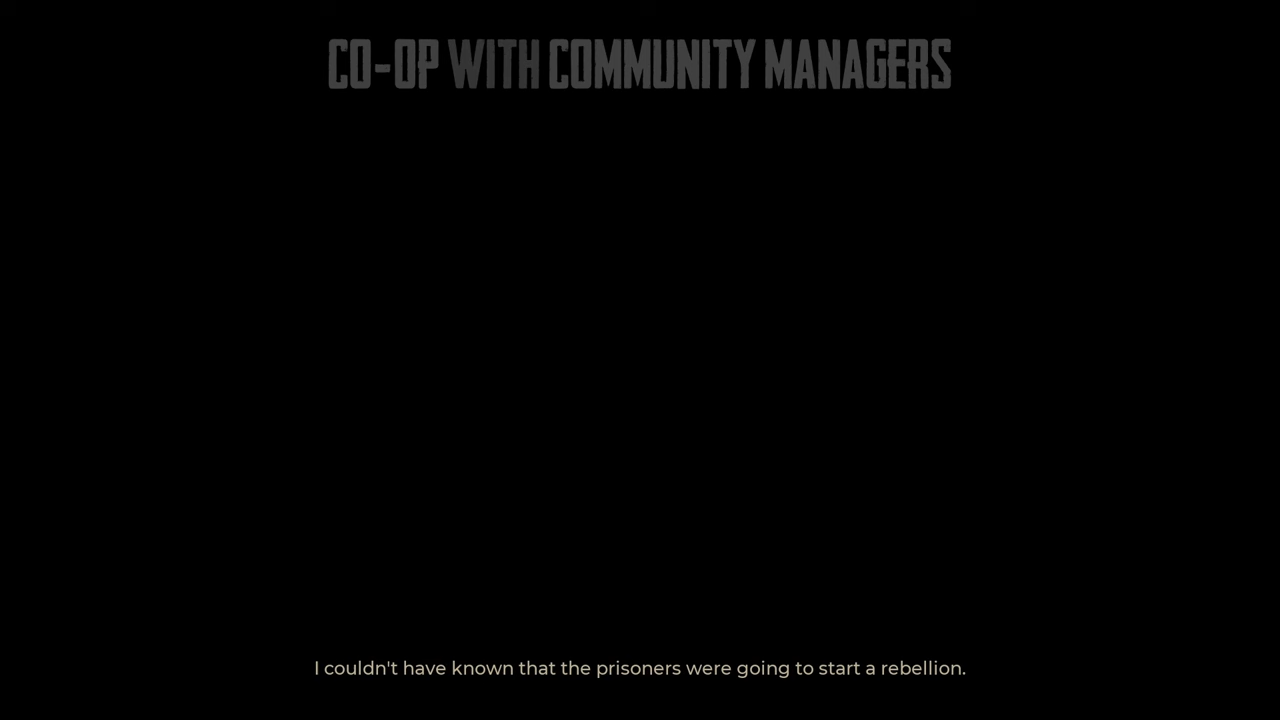 CO-OP WITH COMMUNITY MANAGERS
I couldn't have known that the prisoners were going to start a rebellion.